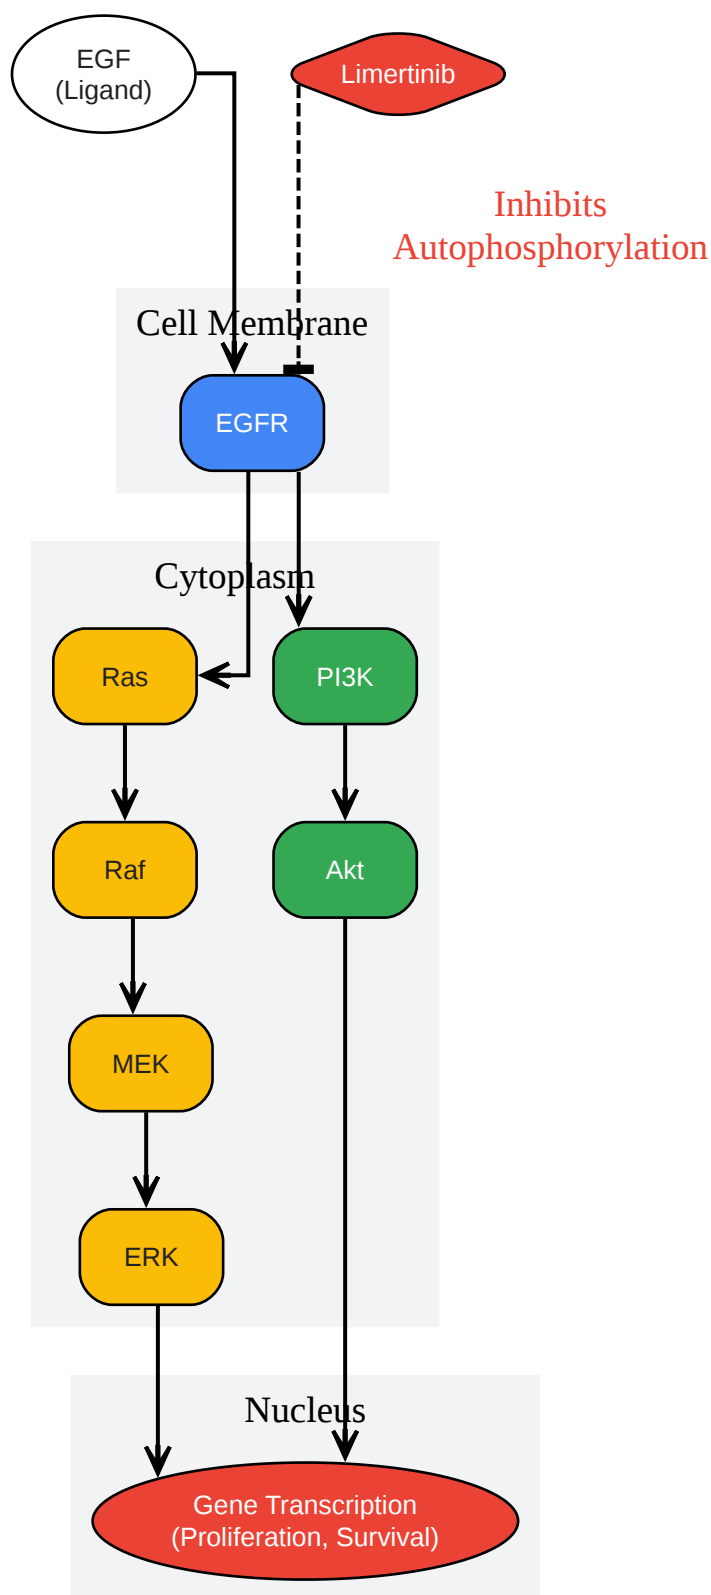 EGF
(Ligand)
Limertinib
Inhibits
Autophosphorylation
Cell Membrane
EGFR
Cytoplasm
Ras
PI3K
Raf
Akt
MEK
ERK
Nucleus
Gene Transcription
(Proliferation, Survival)